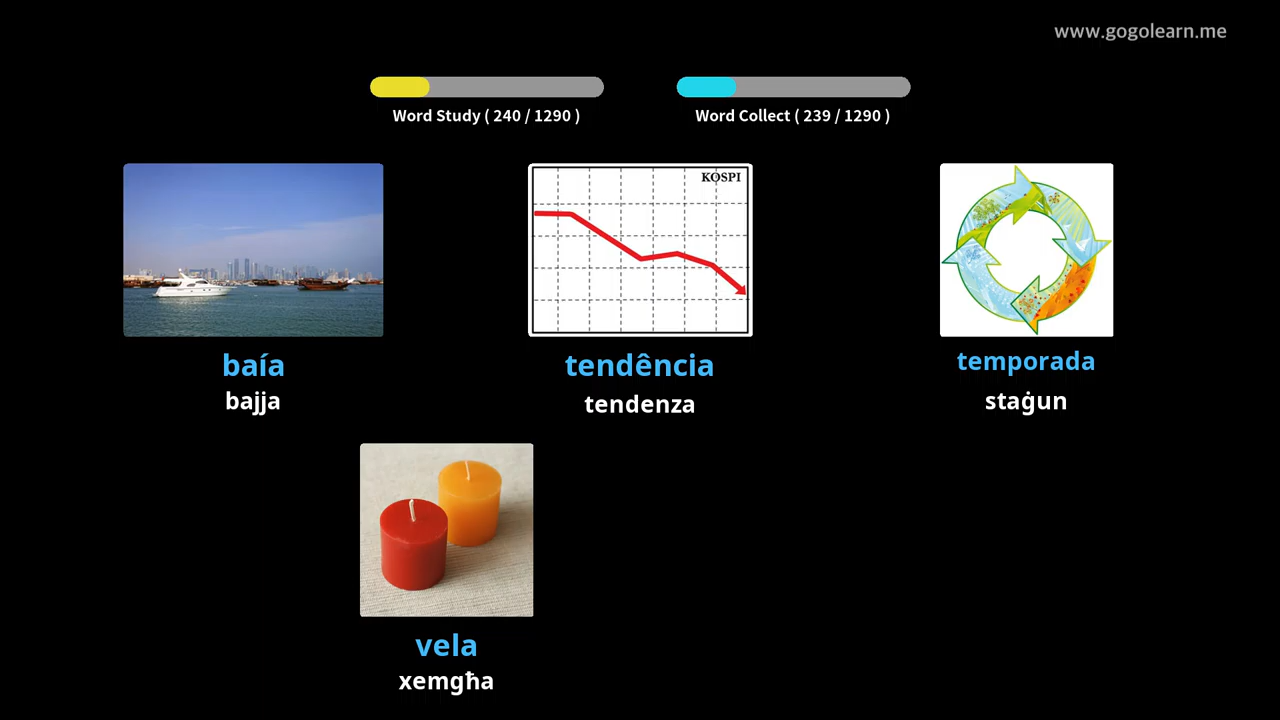 www.gogolearn.me
Word Study ( 240 / 1290 )
Word Collect ( 239 / 1290 )
KOSPI
baía
bajja
tendência
tendenza
temporada
staġun
vela
xemgħa